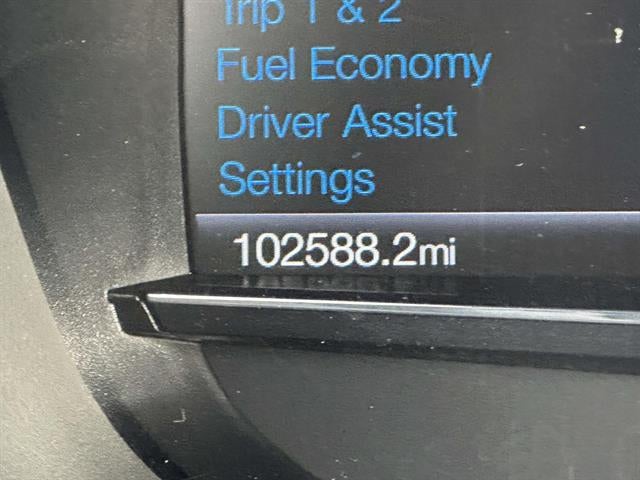 Trip 1 & 2
Fuel Economy
Driver Assist
Settings
102588.2mi